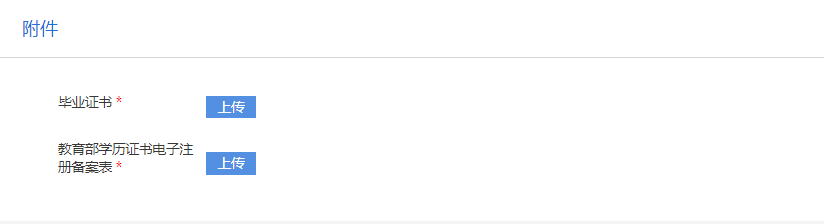 附件
毕业证书 *
上传
教育部学历证书电子注
册备案表 *
上传